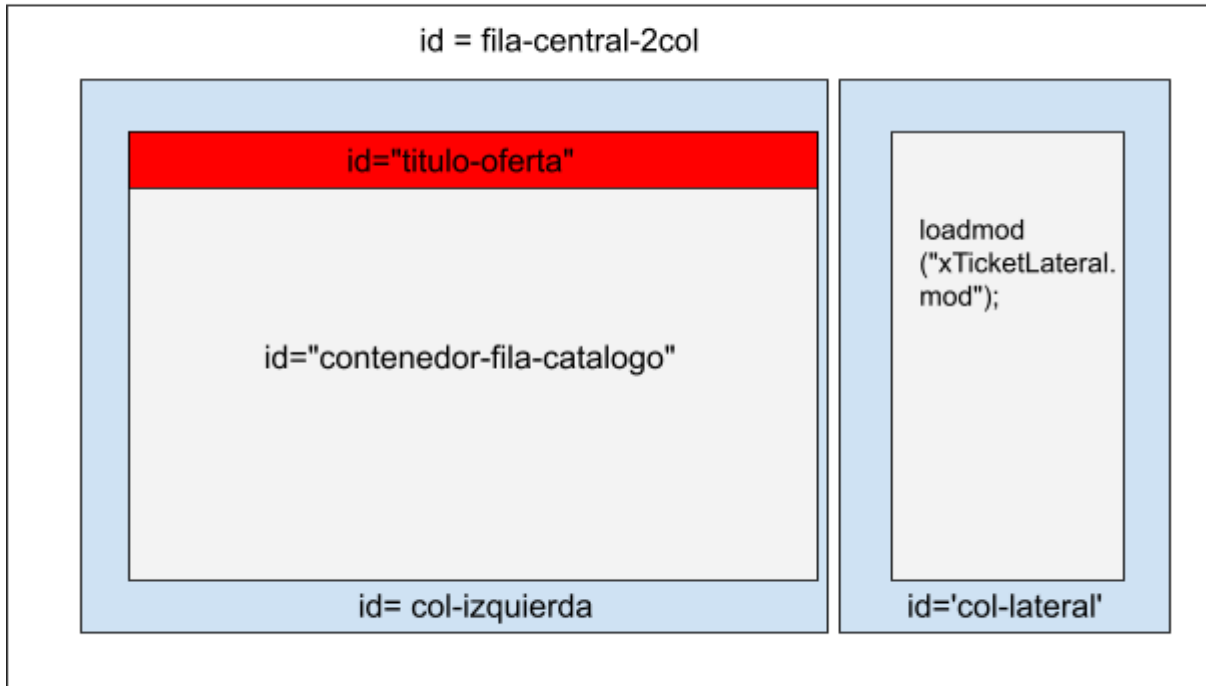 id = fila-central-2col
id="titulo-oferta"
id="contenedor-fila-catalogo"
id= col-izquierda
loadmod
("xTicketLateral.
mod");
id='col-lateral'